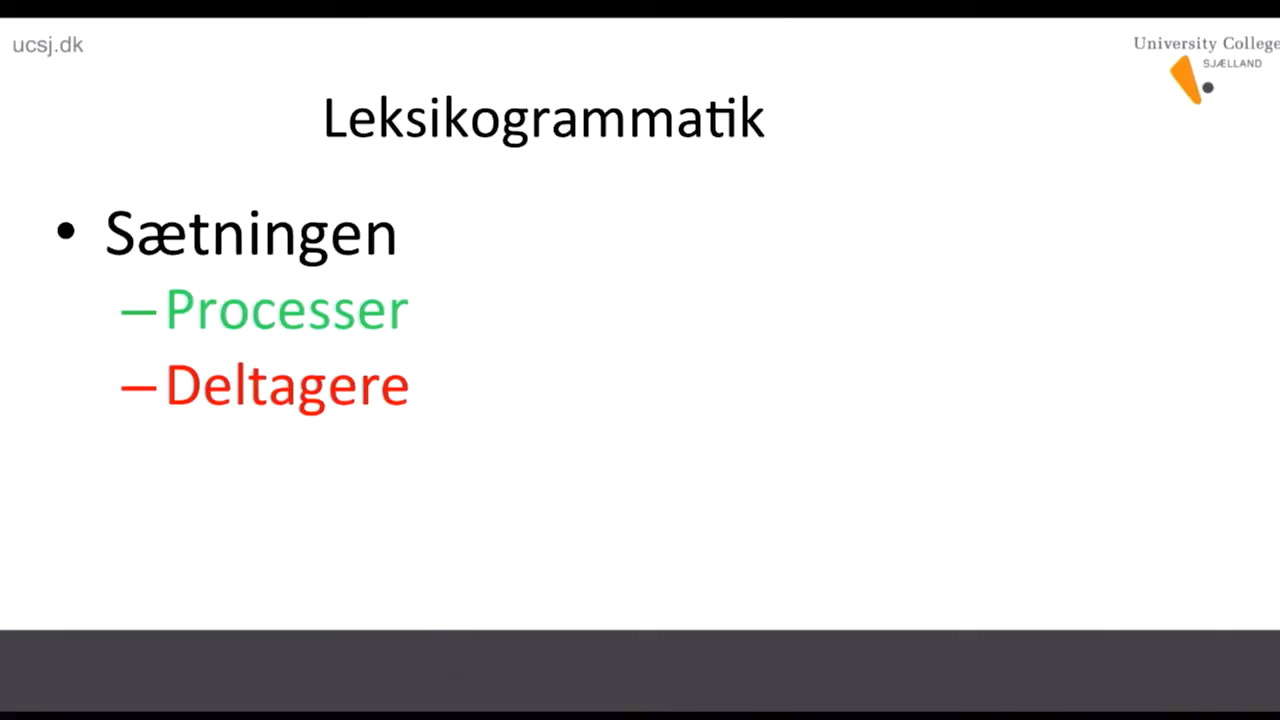 ucsj.dk
University College
SJÆLLAND
Leksikogrammatik
• Sætningen
– Processer
– Deltagere